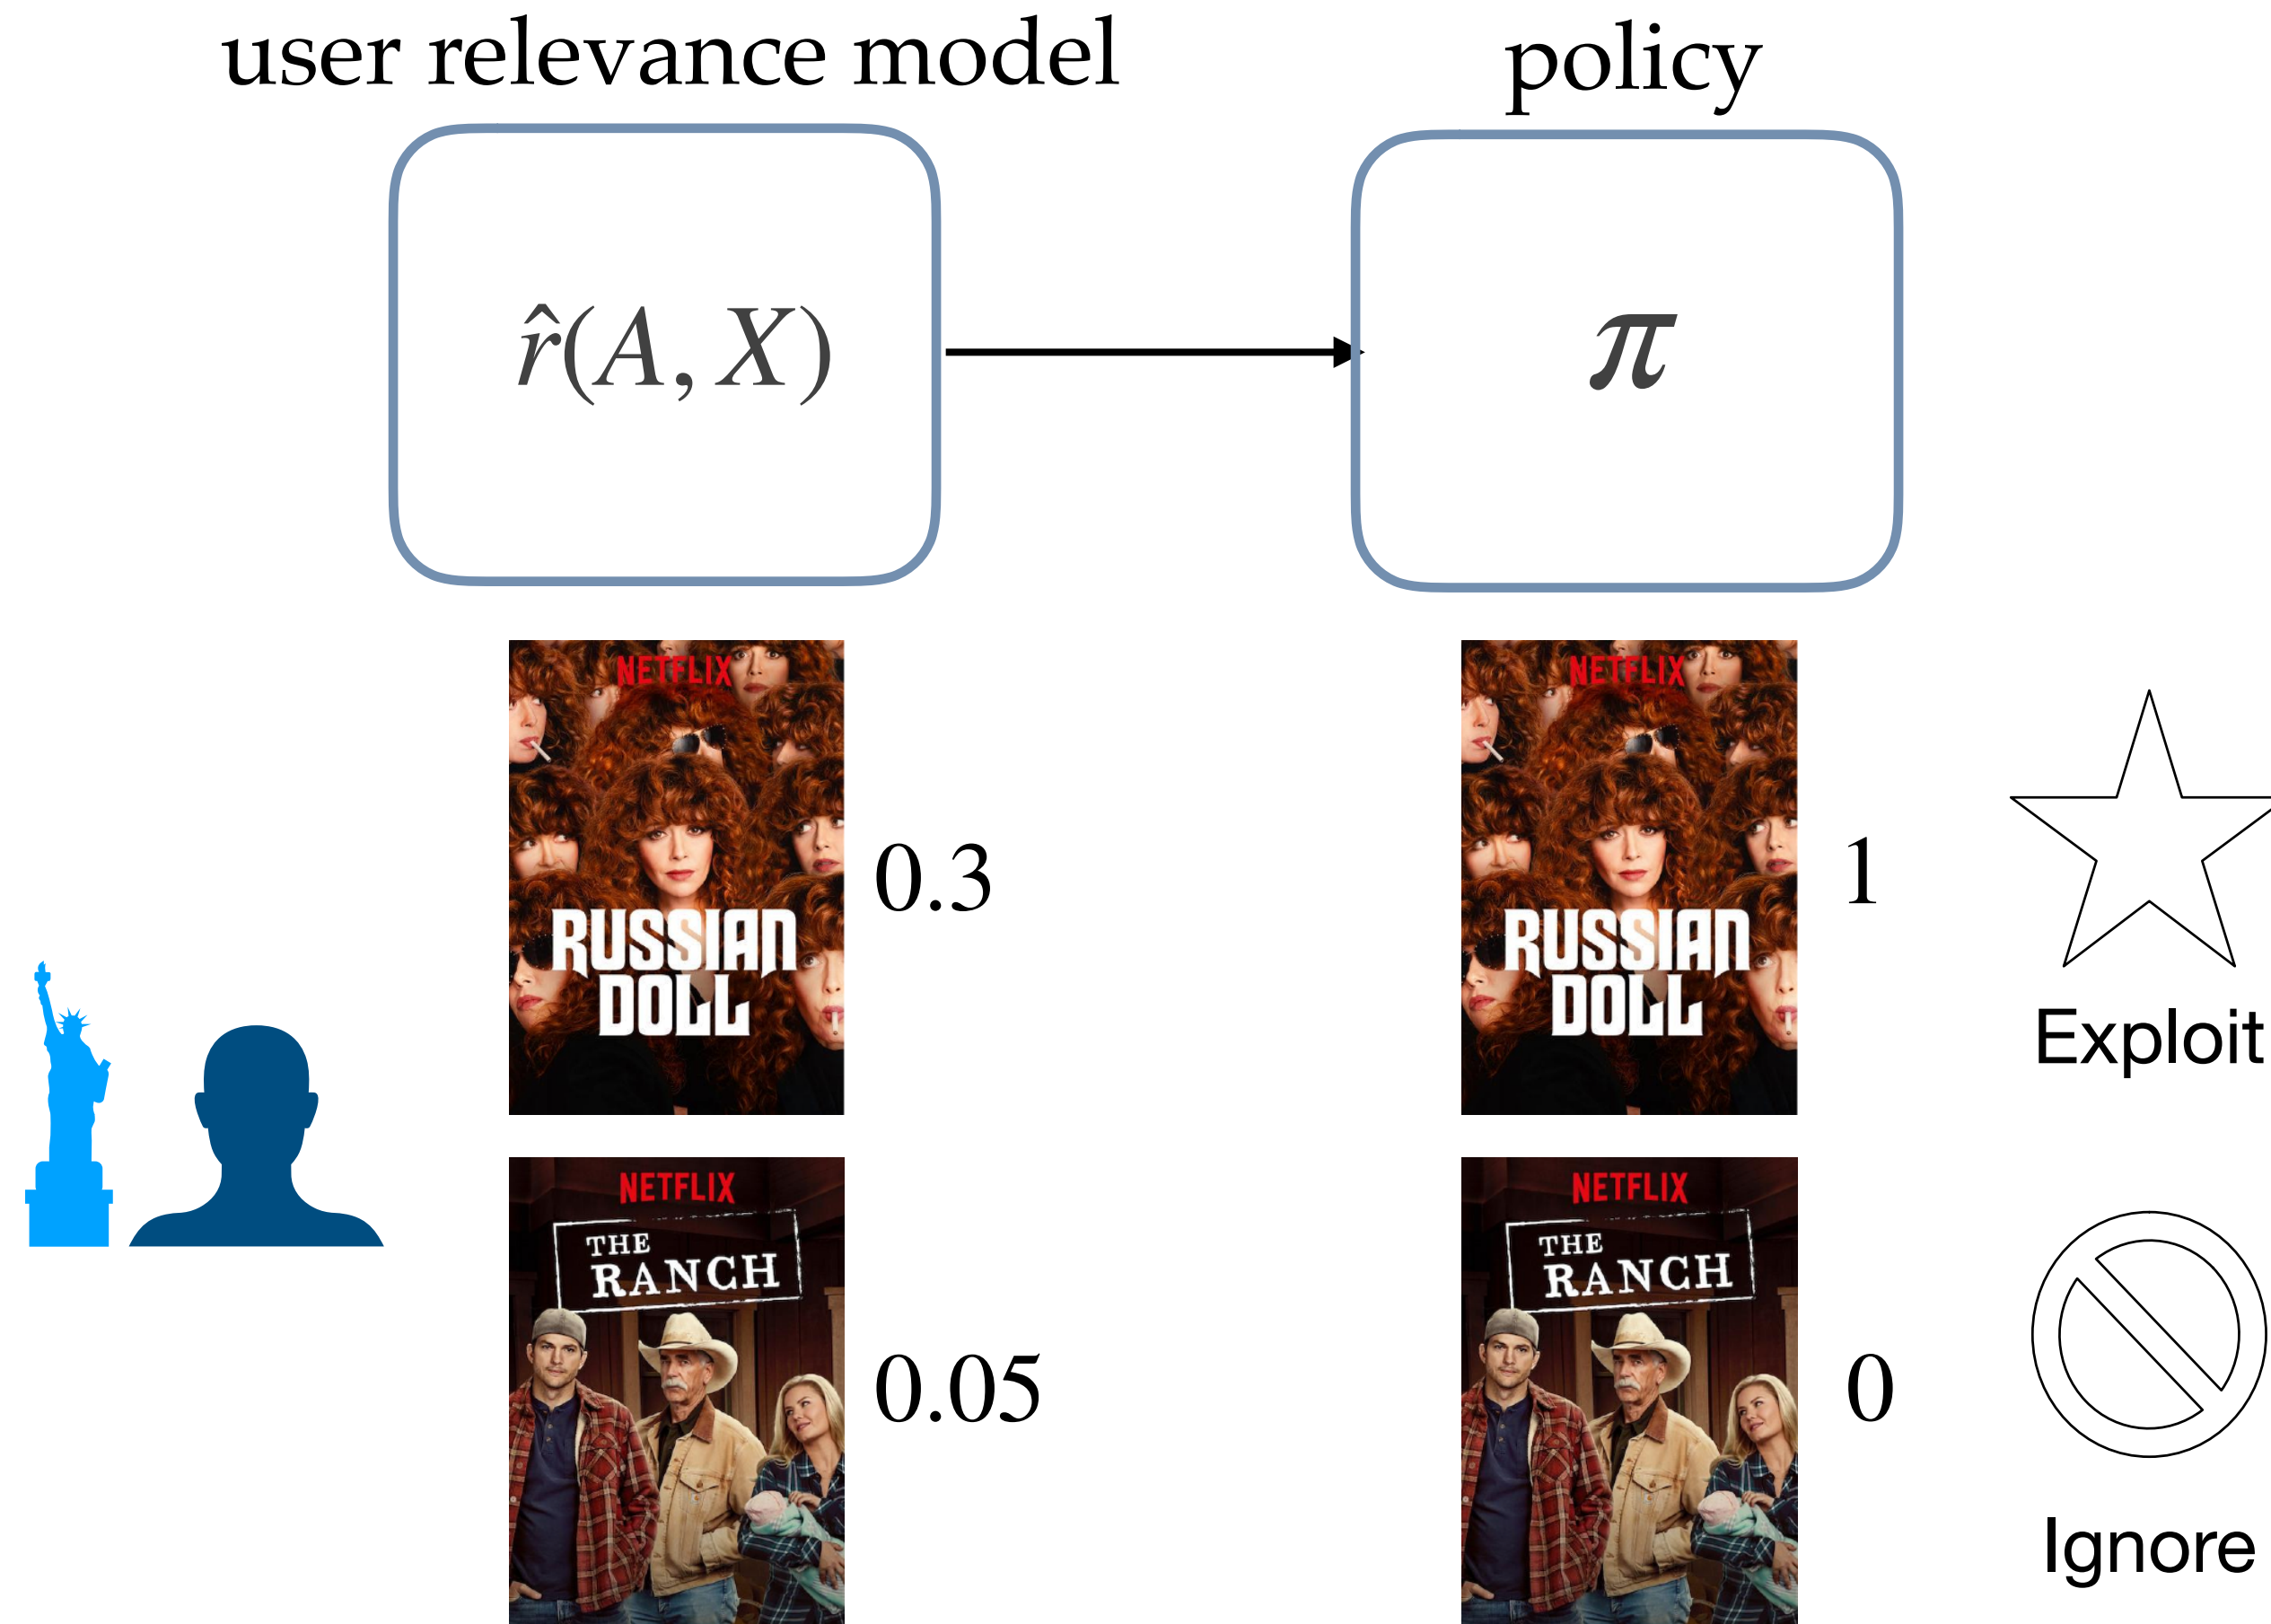 user relevance model
policy
r̂(A, X)
π
NETFLIX
RUSSIAN
DOLL
0.3
NETFLIX
RUSSIAN
DOLL
1
Exploit
NETFLIX
THE
RANCH
0.05
NETFLIX
THE
RANCH
0
Ignore